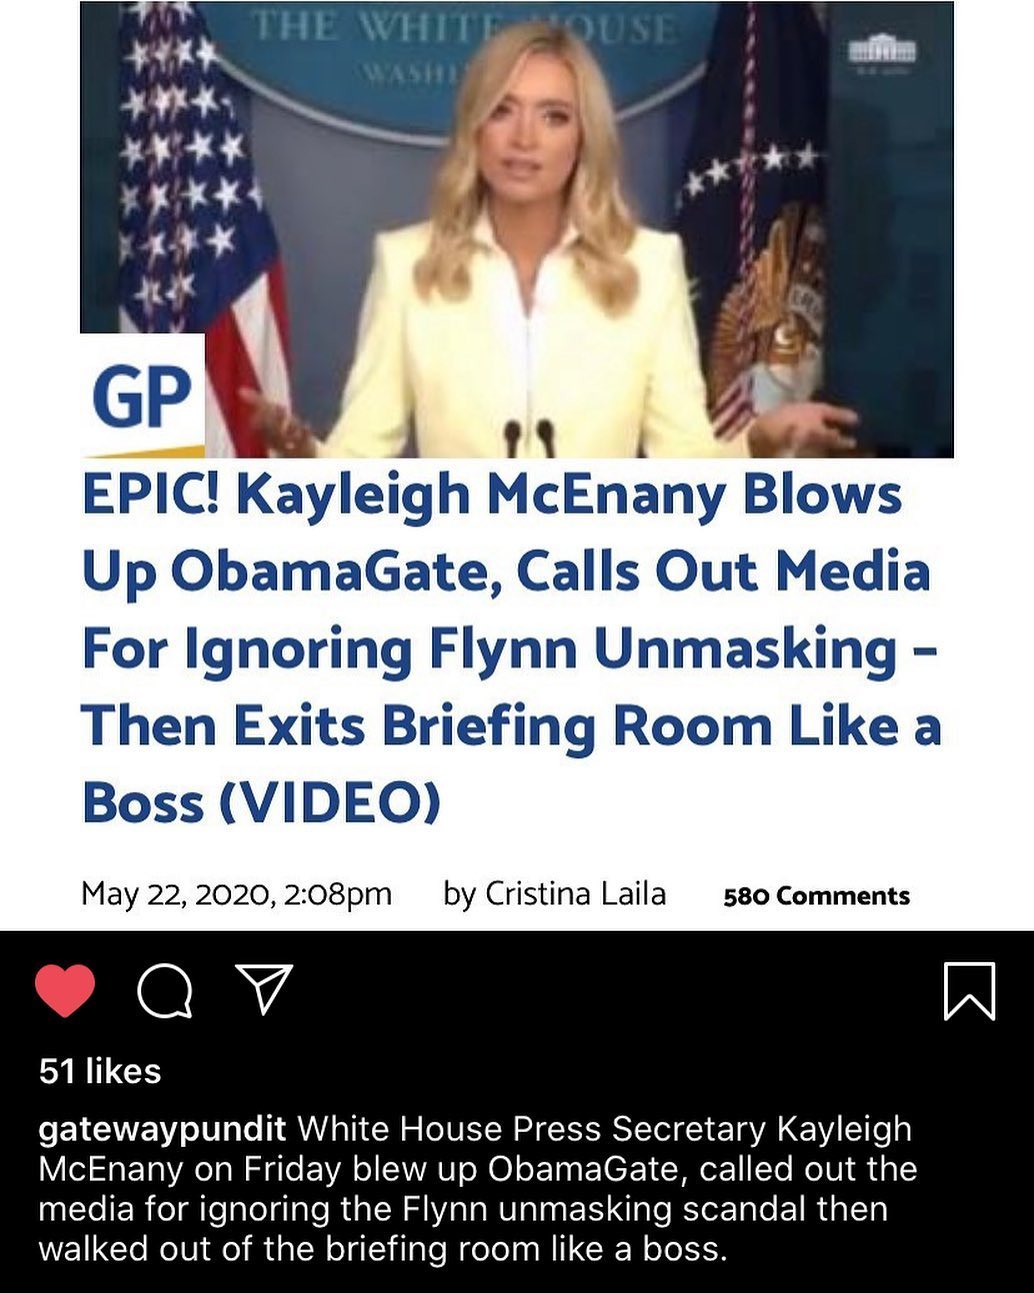 THE WHITE HOUSE
WASHI
GP
EPIC! Kayleigh McEnany Blows
Up ObamaGate, Calls Out Media
For Ignoring Flynn Unmasking –
Then Exits Briefing Room Like a
Boss (VIDEO)
May 22, 2020, 2:08pm by Cristina Laila 580 Comments
51 likes
gatewaypundit White House Press Secretary Kayleigh
McEnany on Friday blew up ObamaGate, called out the
media for ignoring the Flynn unmasking scandal then
walked out of the briefing room like a boss.